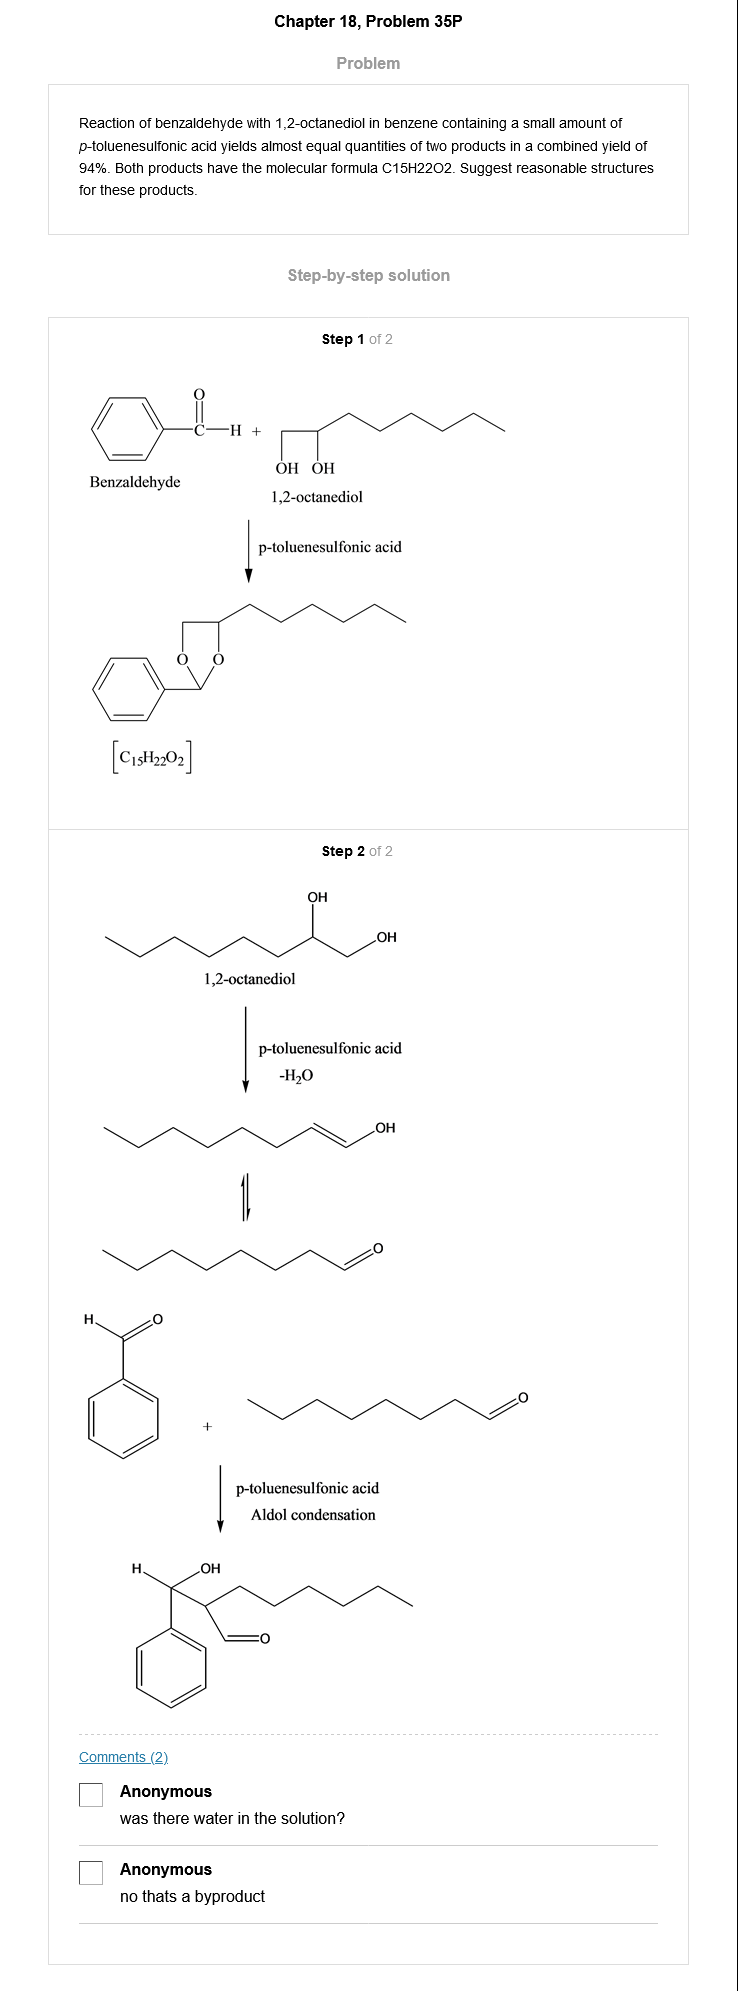 Chapter 18, Problem 35P
Problem
Reaction of benzaldehyde with 1,2-octanediol in benzene containing a small amount of
p-toluenesulfonic acid yields almost equal quantities of two products in a combined yield of
94%. Both products have the molecular formula C15H22O2. Suggest reasonable structures
for these products.
Step-by-step solution
Step 1 of 2
O
C H +
OH OH
Benzaldehyde
1,2-octanediol
p-toluenesulfonic acid
O O
[C15H22O2]
Step 2 of 2
OH
OH
1,2-octanediol
p-toluenesulfonic acid
-H2O
OH
O
H O
O
+
p-toluenesulfonic acid
Aldol condensation
H OH
O
Comments (2)
Anonymous
was there water in the solution?
Anonymous
no thats a byproduct